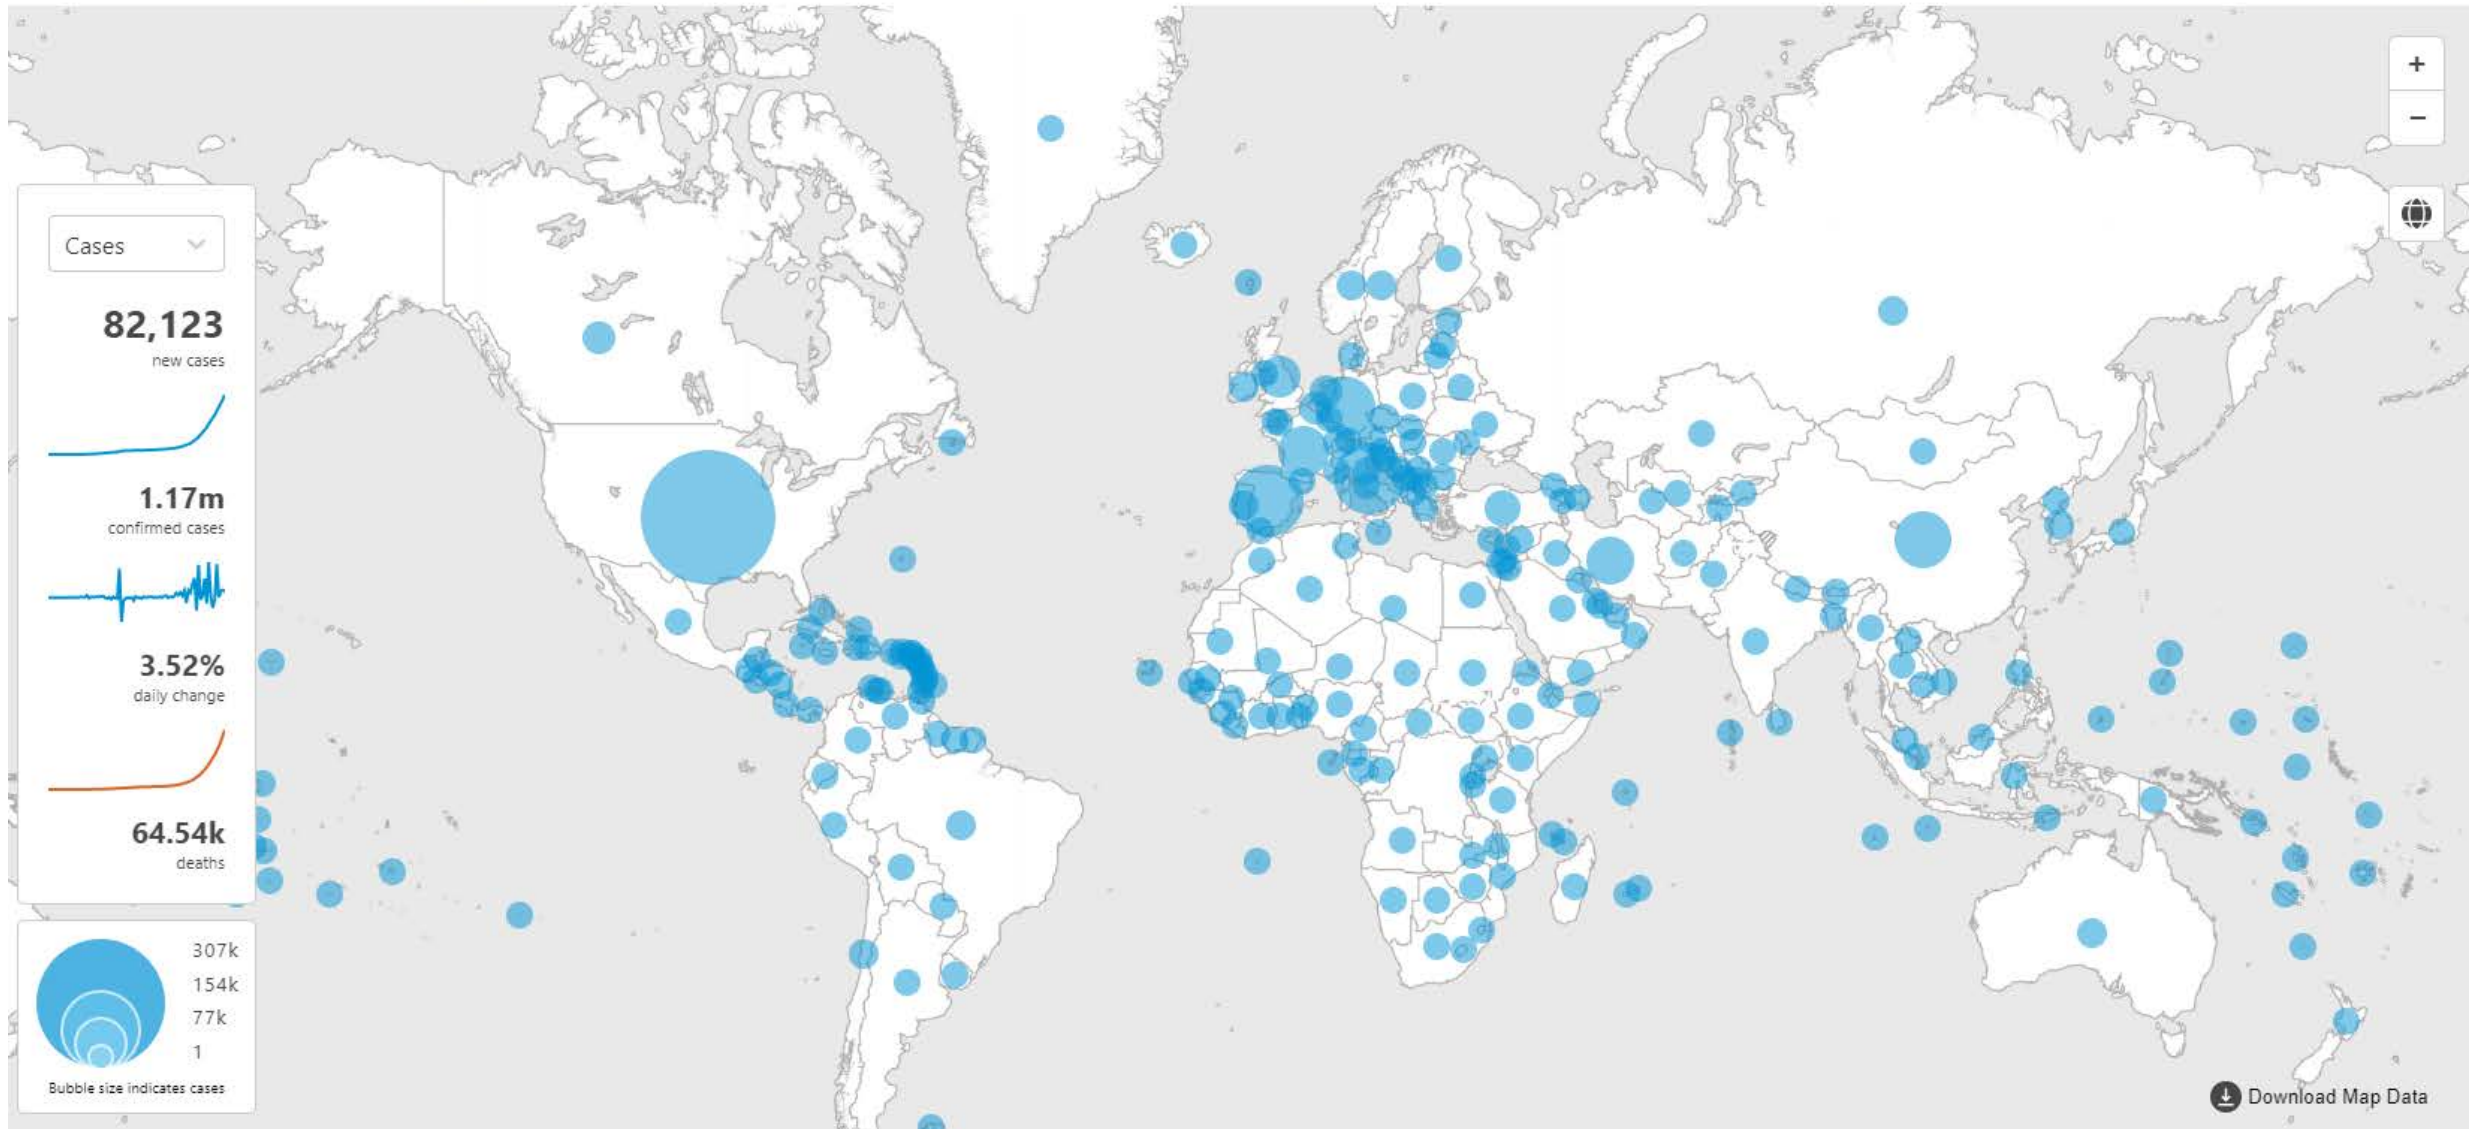 +
−
Cases
82,123
new cases
1.17m
confirmed cases
3.52%
daily change
64.54k
deaths
307k
154k
77k
1
Bubble size indicates cases
Download Map Data